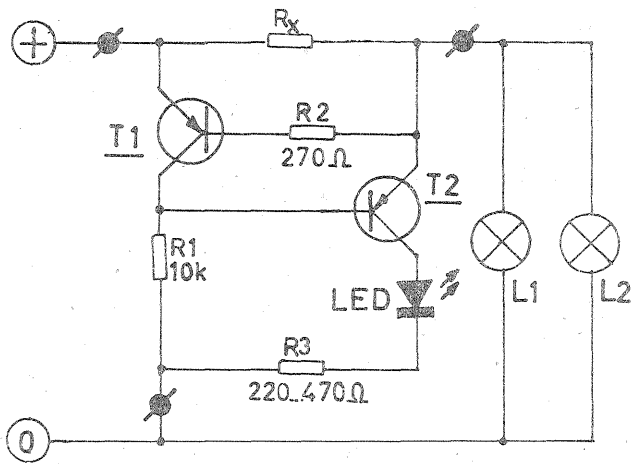 +
Rx
T1
R2
270Ω
T2
R1
10k
LED
L1
L2
R3
220...470Ω
0